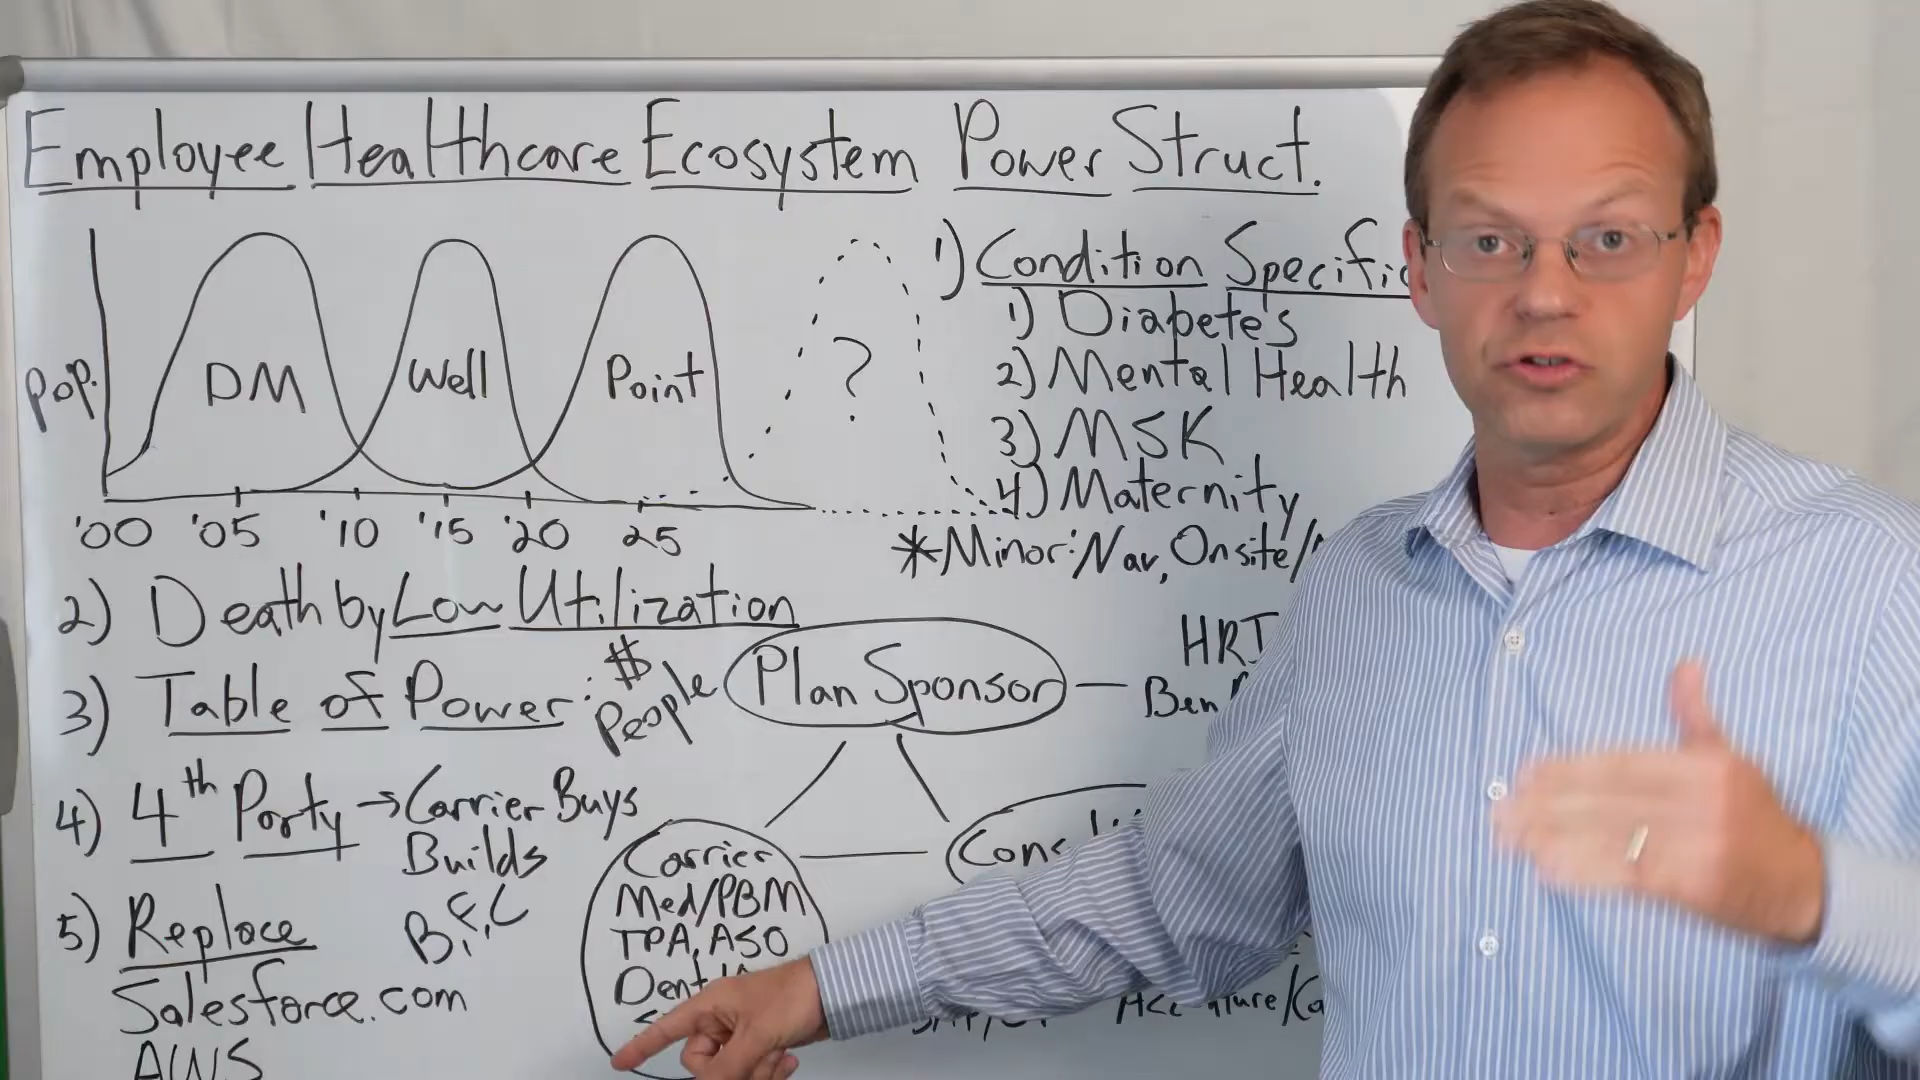 Employee Healthcare Ecosystem Power Struct.
pop.
DM
Well
Point
?
'00 '05 '10 '15 '20 25
1) Condition Specific
1) Diabetes
2) Mental Health
3) MSK
4) Maternity
*Minor: Nav, Onsite/
2) Death by Low Utilization
3) Table of Power: $
People
Plan Sponsor
Ben
4) 4th Party → Carrier Buys
Builds
B, F, C
5) Replace
Salesforce.com
AWS
Carrier
Med/PBM
TPA, ASO